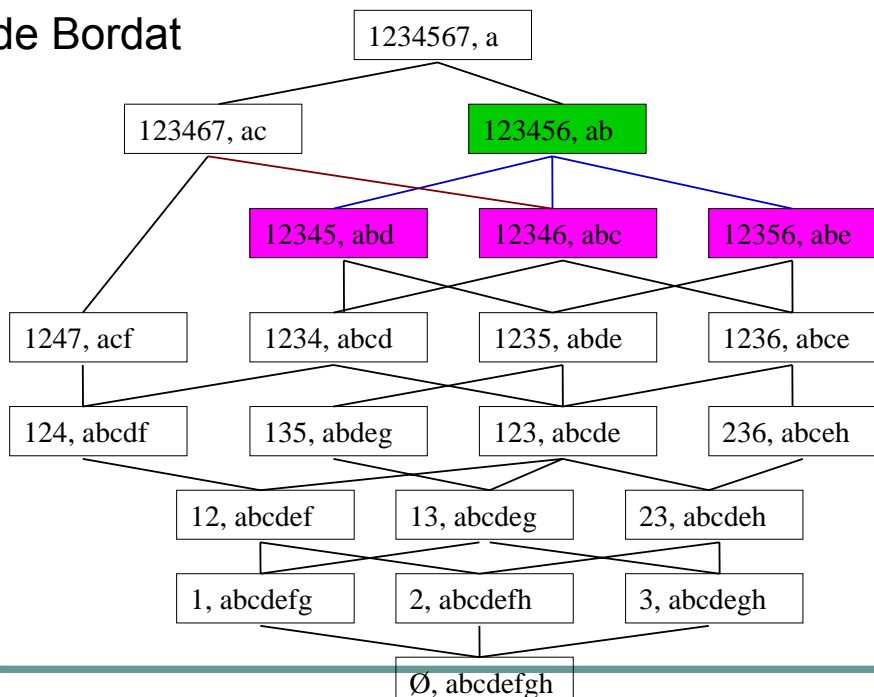 de Bordat
1234567, a
123467, ac
123456, ab
12345, abd
12346, abc
12356, abe
1247, acf
1234, abcd
1235, abde
1236, abce
124, abcdf
135, abdeg
123, abcde
236, abceh
12, abcdef
13, abcdeg
23, abcdeh
1, abcdefg
2, abcdefh
3, abcdegh
Ø, abcdefgh